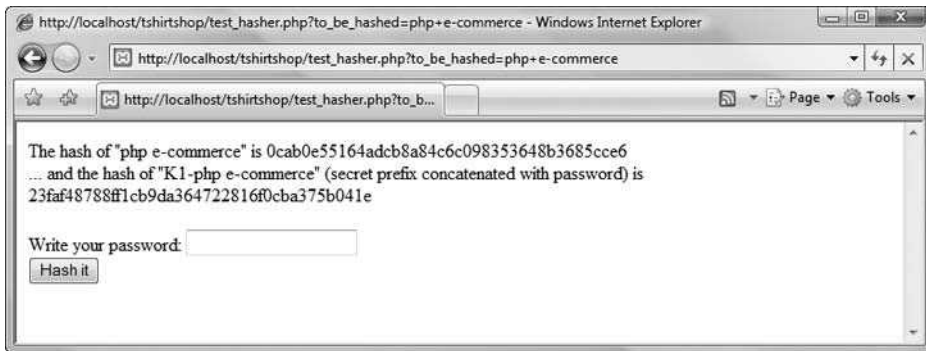 http://localhost/tshirtshop/test_hasher.php?to_be_hashed=php+e-commerce - Windows Internet Explorer
http://localhost/tshirtshop/test_hasher.php?to_be_hashed=php+e-commerce
http://localhost/tshirtshop/test_hasher.php?to_b...
Page
Tools
The hash of "php e-commerce" is 0cab0e55164adcb8a84c6c098353648b3685cce6
... and the hash of "K1-php e-commerce" (secret prefix concatenated with password) is
23faf48788ff1cb9da364722816f0cba375b041e
Write your password:
Hash it